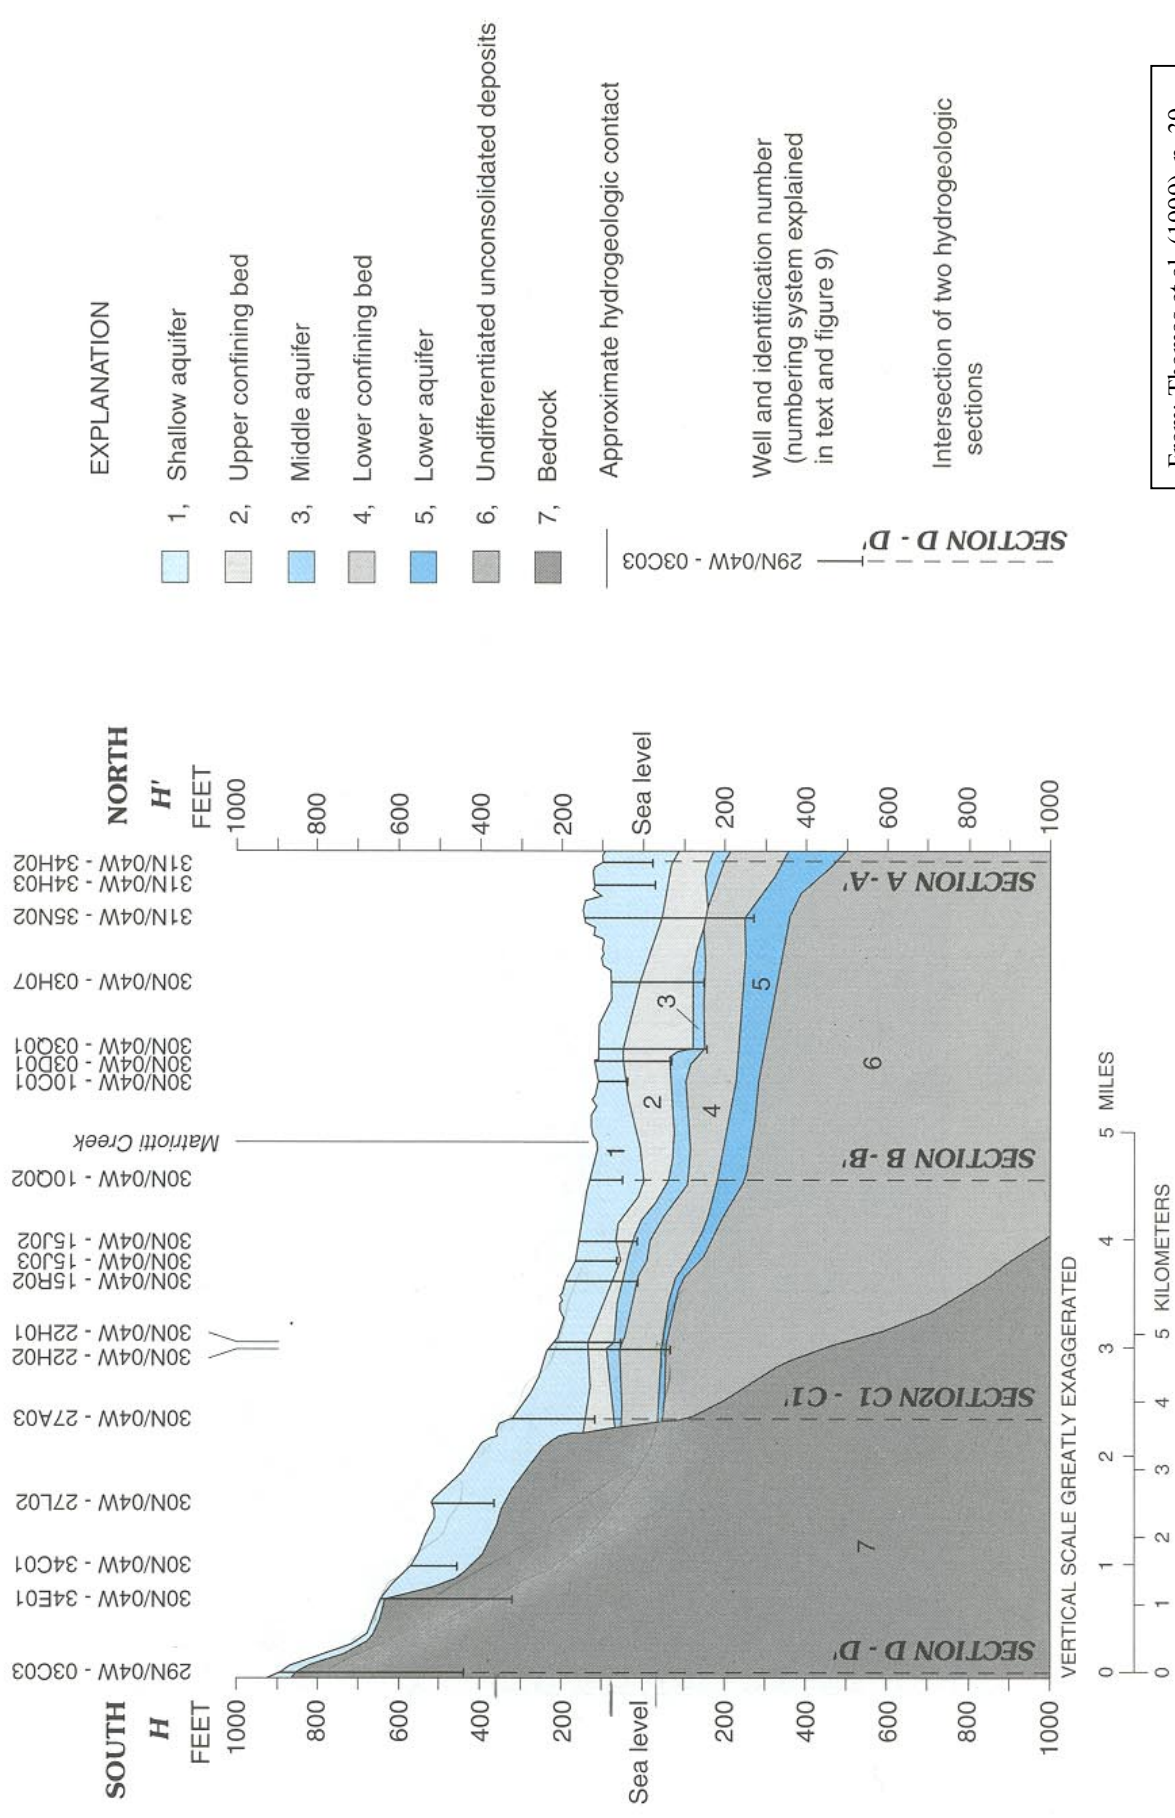 SOUTH
H
FEET
NORTH
H'
FEET
29N/04W - 03C03
30N/04W - 34E01
30N/04W - 34C01
30N/04W - 27L02
30N/04W - 27A03
30N/04W - 22H02
30N/04W - 22H01
30N/04W - 15R02
30N/04W - 15J03
30N/04W - 15J02
30N/04W - 10Q02
Matriotti Creek
30N/04W - 10C01
30N/04W - 03D01
30N/04W - 03Q01
30N/04W - 03H07
31N/04W - 35N02
31N/04W - 34H03
31N/04W - 34H02
1000
800
600
400
200
Sea level
200
400
600
800
1000
1000
800
600
400
200
Sea level
200
400
600
800
1000
1
2
3
4
5
6
7
SECTION D - D'
SECTIO2N C1 - C1'
SECTION B - B'
SECTION A - A'
VERTICAL SCALE GREATLY EXAGGERATED
0 1 2 3 4 5 MILES
0 1 2 3 4 5 KILOMETERS
EXPLANATION
1, Shallow aquifer
2, Upper confining bed
3, Middle aquifer
4, Lower confining bed
5, Lower aquifer
6, Undifferentiated unconsolidated deposits
7, Bedrock
Approximate hydrogeologic contact
29N/04W - 03C03
Well and identification number
(numbering system explained
in text and figure 9)
SECTION D - D'
Intersection of two hydrogeologic
sections